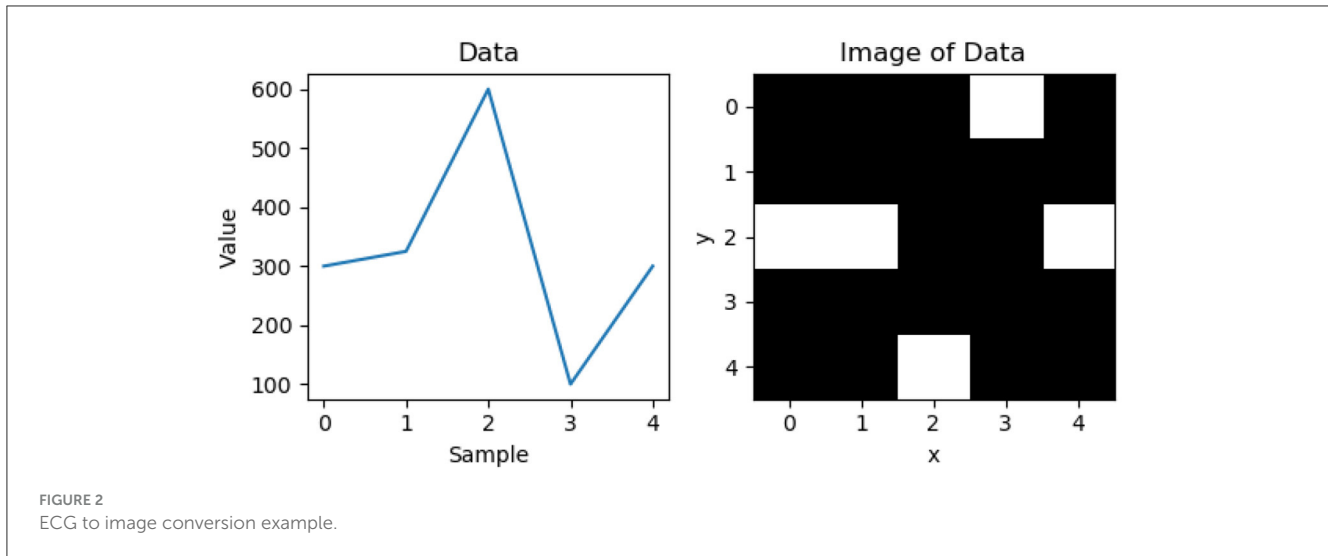 Data
600
500
400
300
200
100
Value
0 1 2 3 4
Sample
Image of Data
0
1
2
3
4
y
0 1 2 3 4
x
FIGURE 2
ECG to image conversion example.